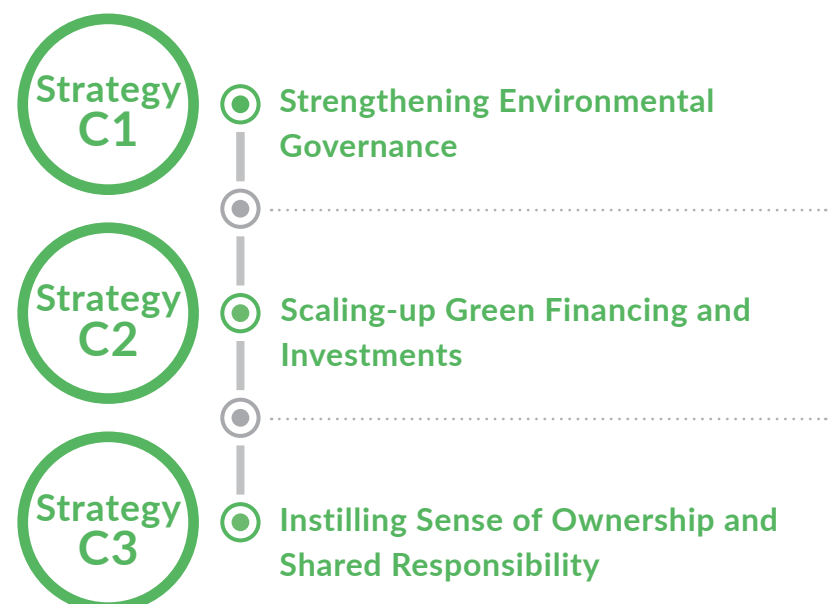 Strategy
C1
Strengthening Environmental
Governance
Strategy
C2
Scaling-up Green Financing and
Investments
Strategy
C3
Instilling Sense of Ownership and
Shared Responsibility